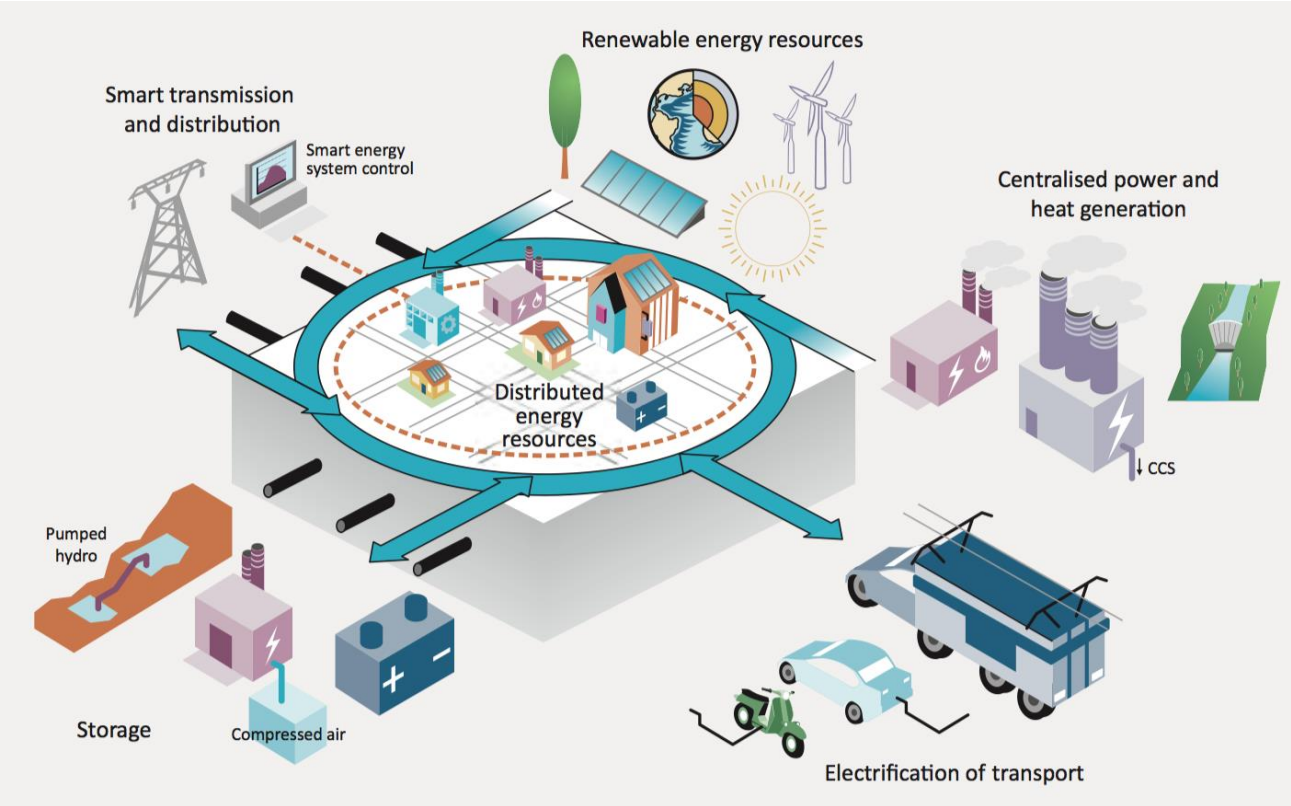 Renewable energy resources
Smart transmission
and distribution
Smart energy
system control
Centralised power and
heat generation
Distributed
energy
resources
CCS
Pumped
hydro
Storage
Compressed air
+
-
+
-
Electrification of transport